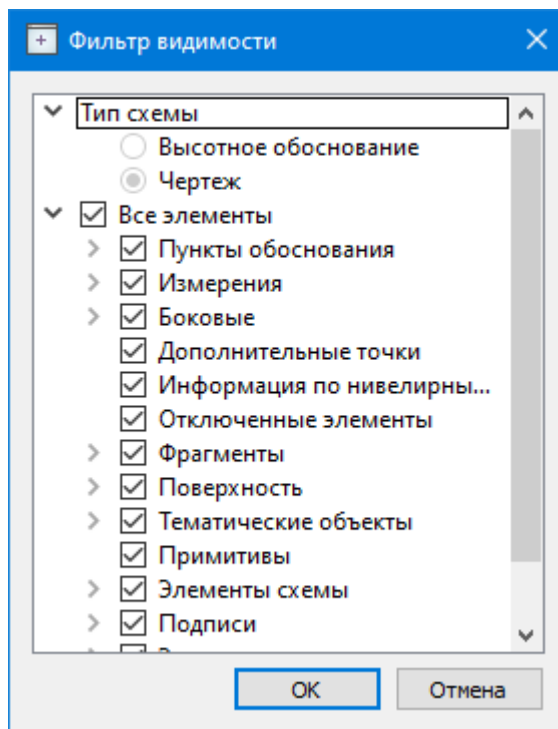 Фильтр видимости
Тип схемы
Высотное обоснование
Чертеж
Все элементы
Пункты обоснования
Измерения
Боковые
Дополнительные точки
Информация по нивелирны...
Отключенные элементы
Фрагменты
Поверхность
Тематические объекты
Примитивы
Элементы схемы
Подписи
OK
Отмена